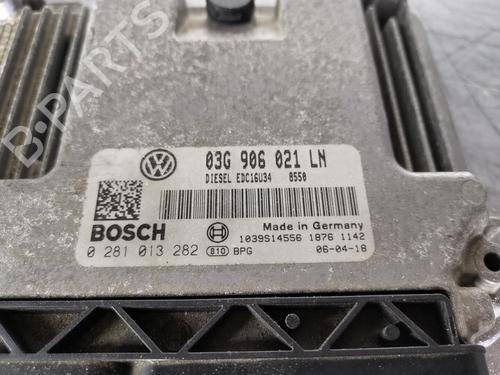 B-PARTS
03G 906 021 LN
DIESEL EDC16U34 8550
BOSCH
Made in Germany
1039S14556 1876 1142
0 281 013 282 810 BPG 06-04-18